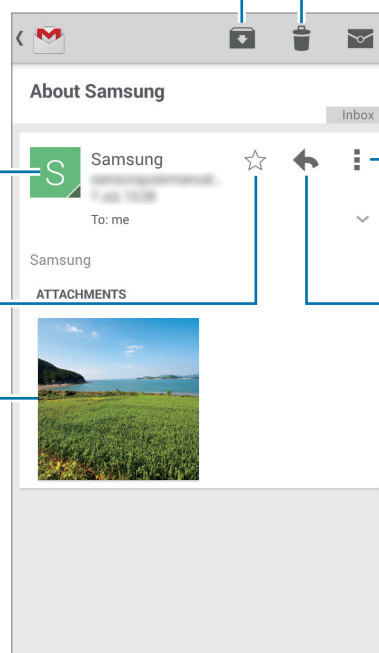 About Samsung
Inbox
S
Samsung
To: me
Samsung
ATTACHMENTS